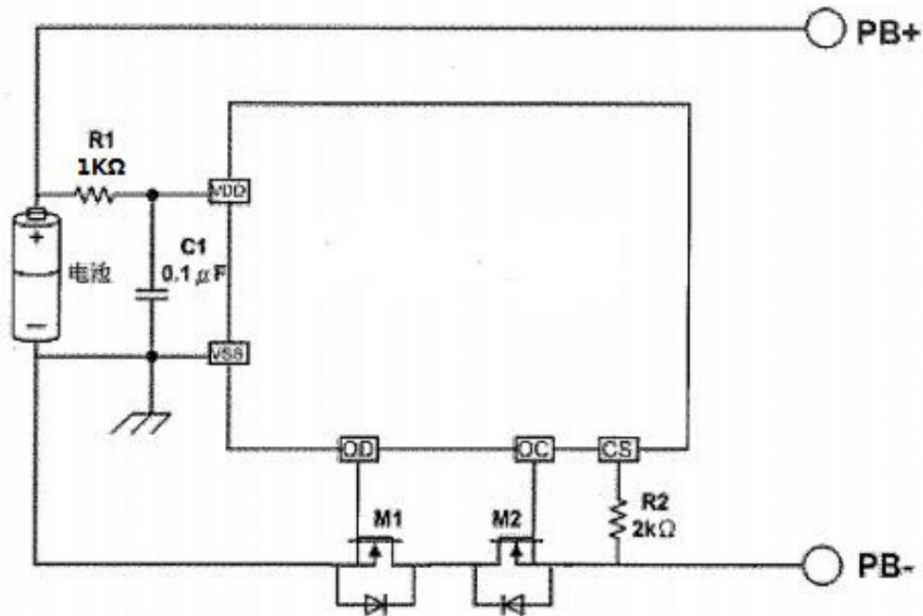 PB+
R1
1KΩ
VDD
C1
0.1μF
+
电池
−
VSS
OD
OC
CS
M1
M2
R2
2kΩ
PB-